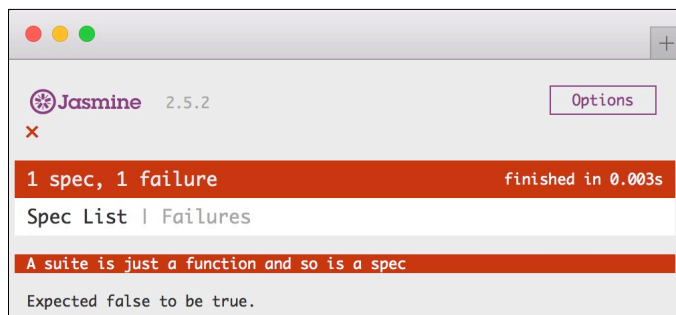 Jasmine 2.5.2 Options
×
1 spec, 1 failure finished in 0.003s
Spec List | Failures
A suite is just a function and so is a spec
Expected false to be true.